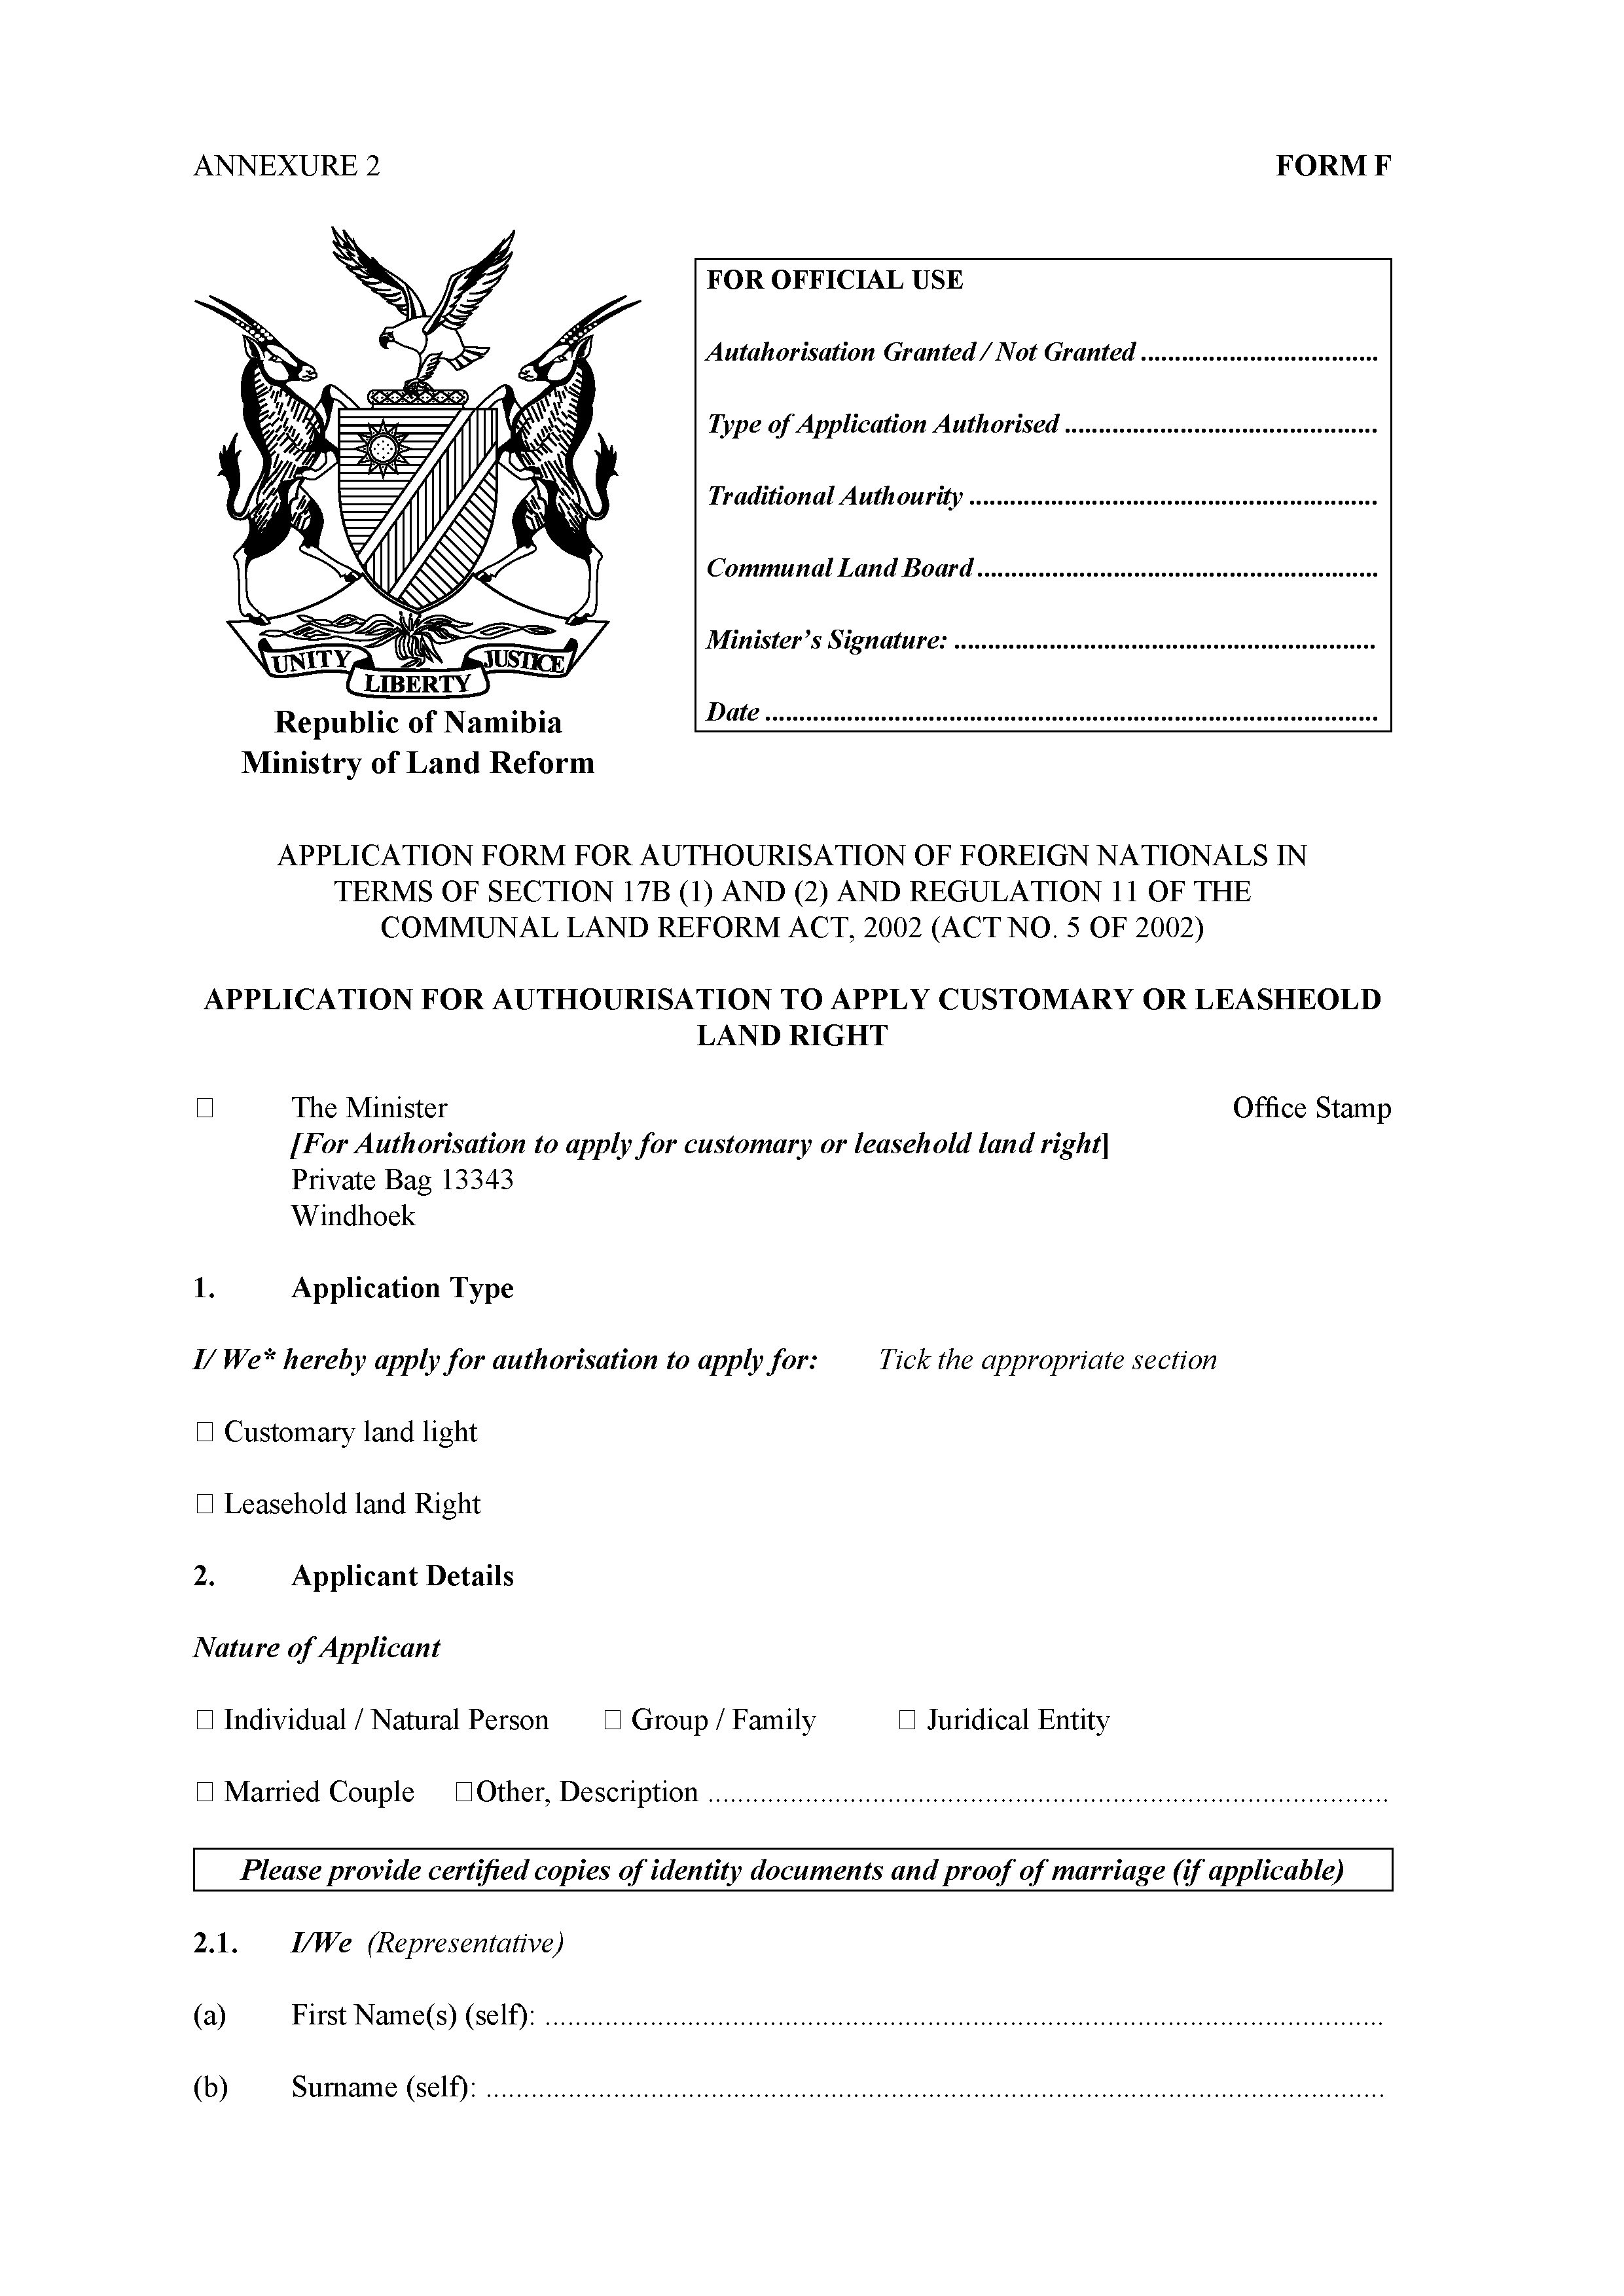 ANNEXURE 2 FORM F
UNITY LIBERTY JUSTICE
Republic of Namibia
Ministry of Land Reform
FOR OFFICIAL USE
Autahorisation Granted / Not Granted ...................................
Type of Application Authorised ..............................................
Traditional Authourity ............................................................
Communal Land Board ...........................................................
Minister's Signature: ..............................................................
Date ..........................................................................................
APPLICATION FORM FOR AUTHOURISATION OF FOREIGN NATIONALS IN
TERMS OF SECTION 17B (1) AND (2) AND REGULATION 11 OF THE
COMMUNAL LAND REFORM ACT, 2002 (ACT NO. 5 OF 2002)
APPLICATION FOR AUTHOURISATION TO APPLY CUSTOMARY OR LEASHEOLD
LAND RIGHT
☐ The Minister Office Stamp
[For Authorisation to apply for customary or leasehold land right]
Private Bag 13343
Windhoek
1. Application Type
I/ We* hereby apply for authorisation to apply for: Tick the appropriate section
☐ Customary land light
☐ Leasehold land Right
2. Applicant Details
Nature of Applicant
☐ Individual / Natural Person ☐ Group / Family ☐ Juridical Entity
☐ Married Couple ☐Other, Description ...........................................................................................
Please provide certified copies of identity documents and proof of marriage (if applicable)
2.1. I/We (Representative)
(a) First Name(s) (self): ................................................................................................................
(b) Surname (self): ........................................................................................................................